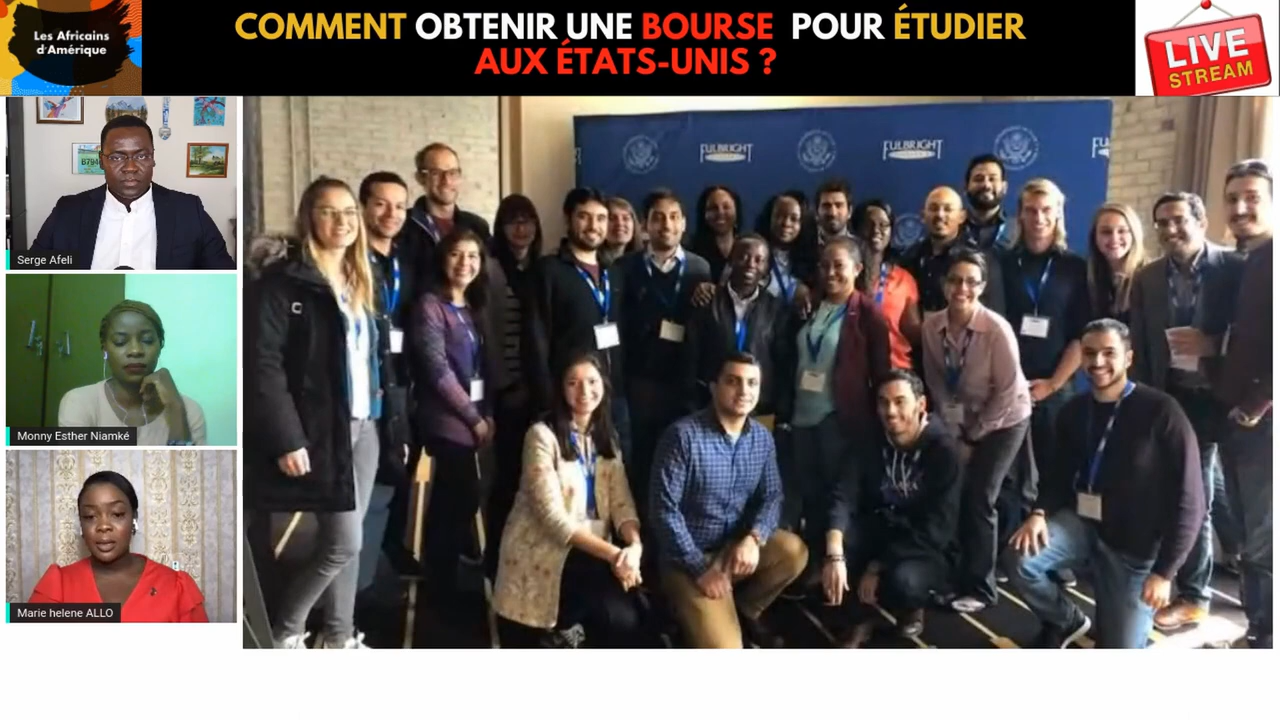 Les Africains
d'Amérique
COMMENT OBTENIR UNE BOURSE POUR ÉTUDIER
AUX ÉTATS-UNIS ?
LIVE
STREAM
Serge Afeli
Monny Esther Niamké
Marie helene ALLO
FULBRIGHT
FULBRIGHT